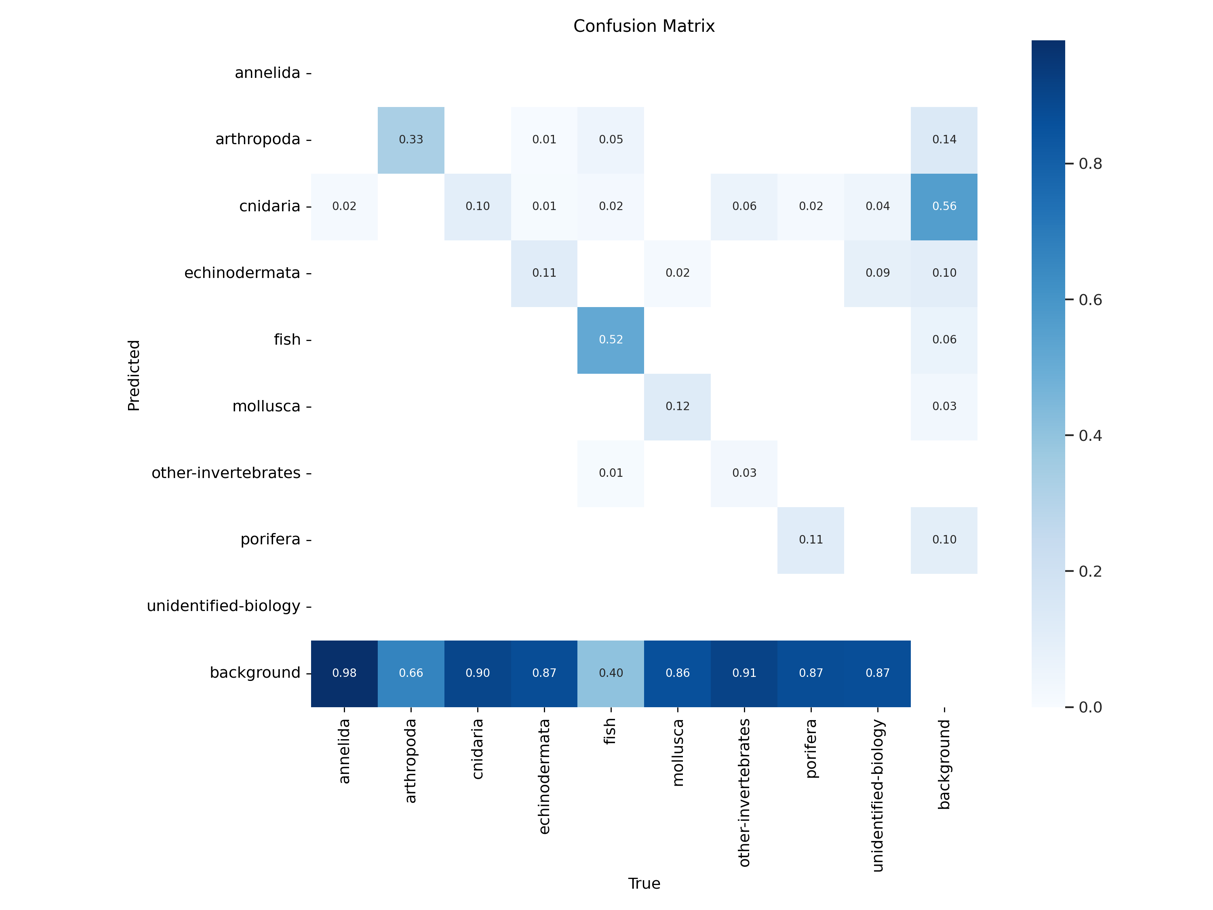 Confusion Matrix
annelida
arthropoda 0.33 0.01 0.05 0.14
cnidaria 0.02 0.10 0.01 0.02 0.06 0.02 0.04 0.56
echinodermata 0.11 0.02 0.09 0.10
fish 0.52 0.06
mollusca 0.12 0.03
other-invertebrates 0.01 0.03
porifera 0.11 0.10
unidentified-biology
background 0.98 0.66 0.90 0.87 0.40 0.86 0.91 0.87 0.87
Predicted
annelida
arthropoda
cnidaria
echinodermata
fish
mollusca
other-invertebrates
porifera
unidentified-biology
background
True
0.8
0.6
0.4
0.2
0.0